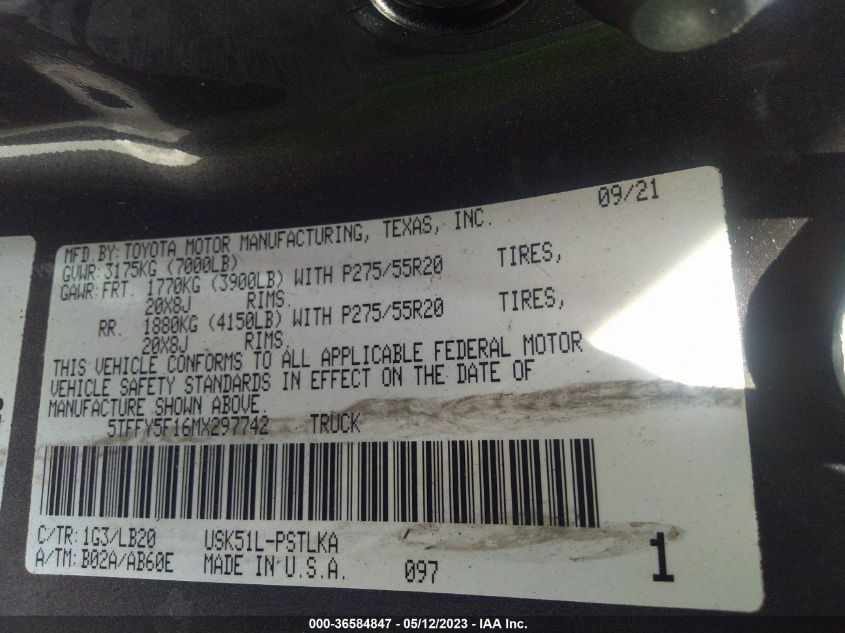 09/21
MFD.BY:TOYOTA MOTOR MANUFACTURING, TEXAS, INC.
GVWR:3175KG (7000LB)
GAWR:FRT. 1770KG (3900LB) WITH P275/55R20 TIRES,
20X8J RIMS.
RR. 1880KG (4150LB) WITH P275/55R20 TIRES,
20X8J RIMS.
THIS VEHICLE CONFORMS TO ALL APPLICABLE FEDERAL MOTOR
VEHICLE SAFETY STANDARDS IN EFFECT ON THE DATE OF
MANUFACTURE SHOWN ABOVE.
5TFFY5F16MX297742 TRUCK
C/TR:1G3/LB20 USK51L-PSTLKA
A/TM:B02A/AB60E MADE IN U.S.A. 097 1
000-36584847 - 05/12/2023 - IAA Inc.